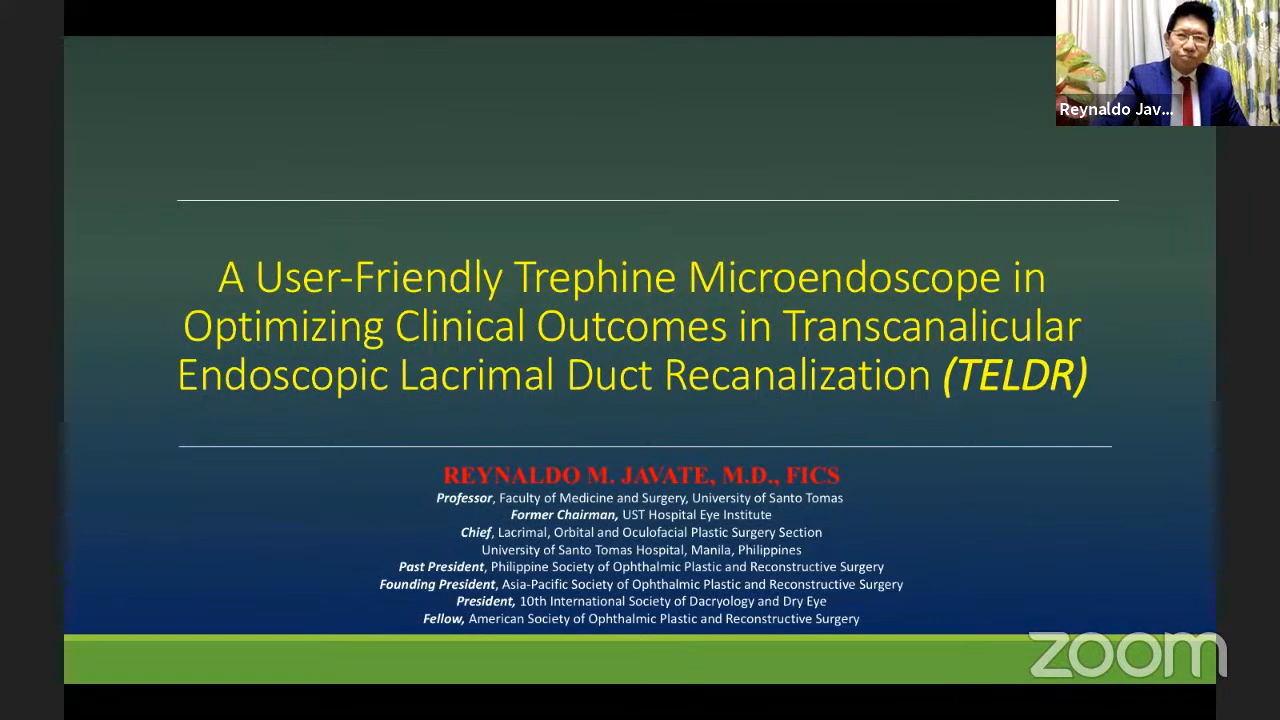 Reynaldo Jav...
A User-Friendly Trephine Microendoscope in
Optimizing Clinical Outcomes in Transcanalicular
Endoscopic Lacrimal Duct Recanalization (TELDR)
REYNALDO M. JAVATE, M.D., FICS
Professor, Faculty of Medicine and Surgery, University of Santo Tomas
Former Chairman, UST Hospital Eye Institute
Chief, Lacrimal, Orbital and Oculofacial Plastic Surgery Section
University of Santo Tomas Hospital, Manila, Philippines
Past President, Philippine Society of Ophthalmic Plastic and Reconstructive Surgery
Founding President, Asia-Pacific Society of Ophthalmic Plastic and Reconstructive Surgery
President, 10th International Society of Dacryology and Dry Eye
Fellow, American Society of Ophthalmic Plastic and Reconstructive Surgery
zoom